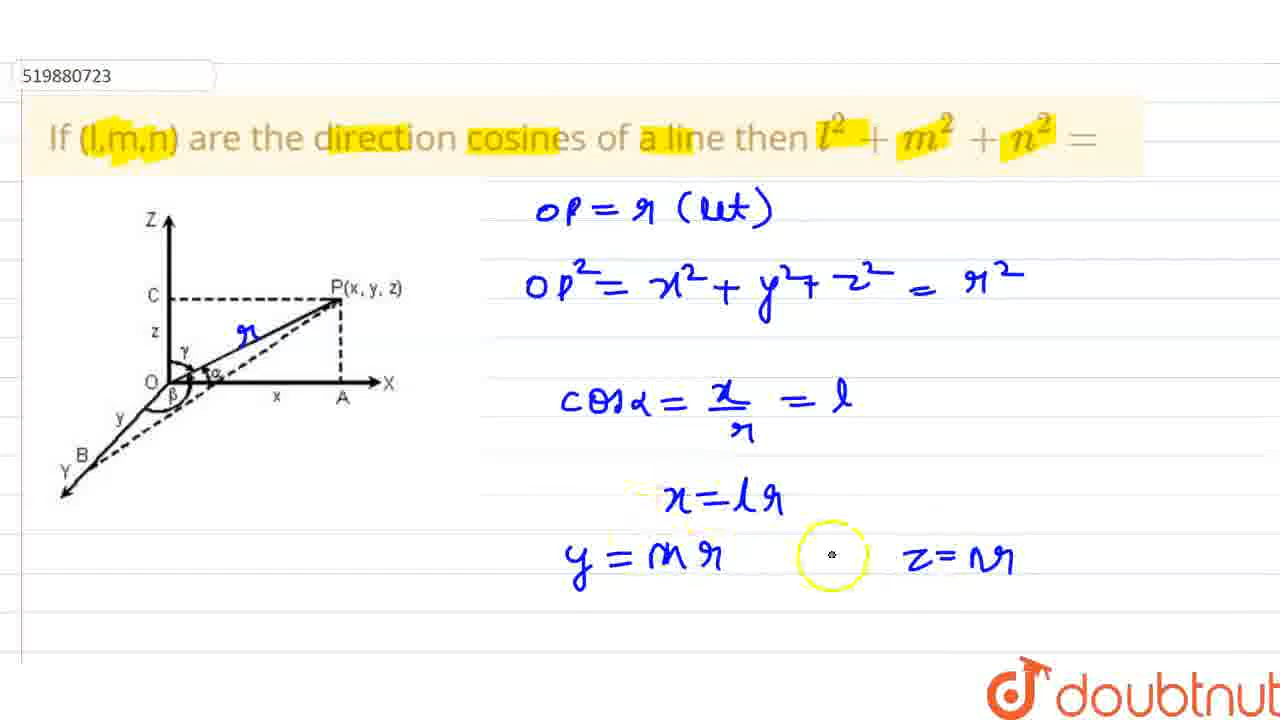 519880723
If (l,m,n) are the direction cosines of a line then l² + m² + n² =
OP = r (let)
OP² = x² + y² + z² = r²
cosα = x/r = l
x = lr
y = mr z = nr
Z
C
P(x, y, z)
z
r
γ
α
O
β
x
A
X
y
B
Y
doubtnut